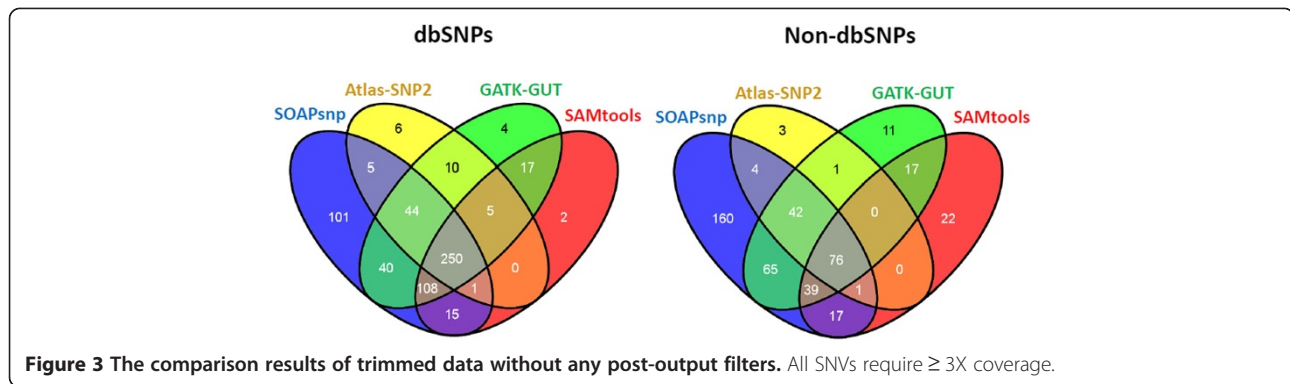 dbSNPs
Non-dbSNPs
Atlas-SNP2 GATK-GUT
SOAPsnp SAMtools
6 4
5 10 17
101 44 5 2
40 250 0
108 1
15
Atlas-SNP2 GATK-GUT
SOAPsnp SAMtools
3 11
4 1 17
160 42 0 22
65 76 0
39 1
17
Figure 3 The comparison results of trimmed data without any post-output filters. All SNVs require ≥ 3X coverage.